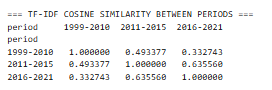 === TF-IDF COSINE SIMILARITY BETWEEN PERIODS ===
period 1999-2010 2011-2015 2016-2021
period
1999-2010 1.000000 0.493377 0.332743
2011-2015 0.493377 1.000000 0.635560
2016-2021 0.332743 0.635560 1.000000